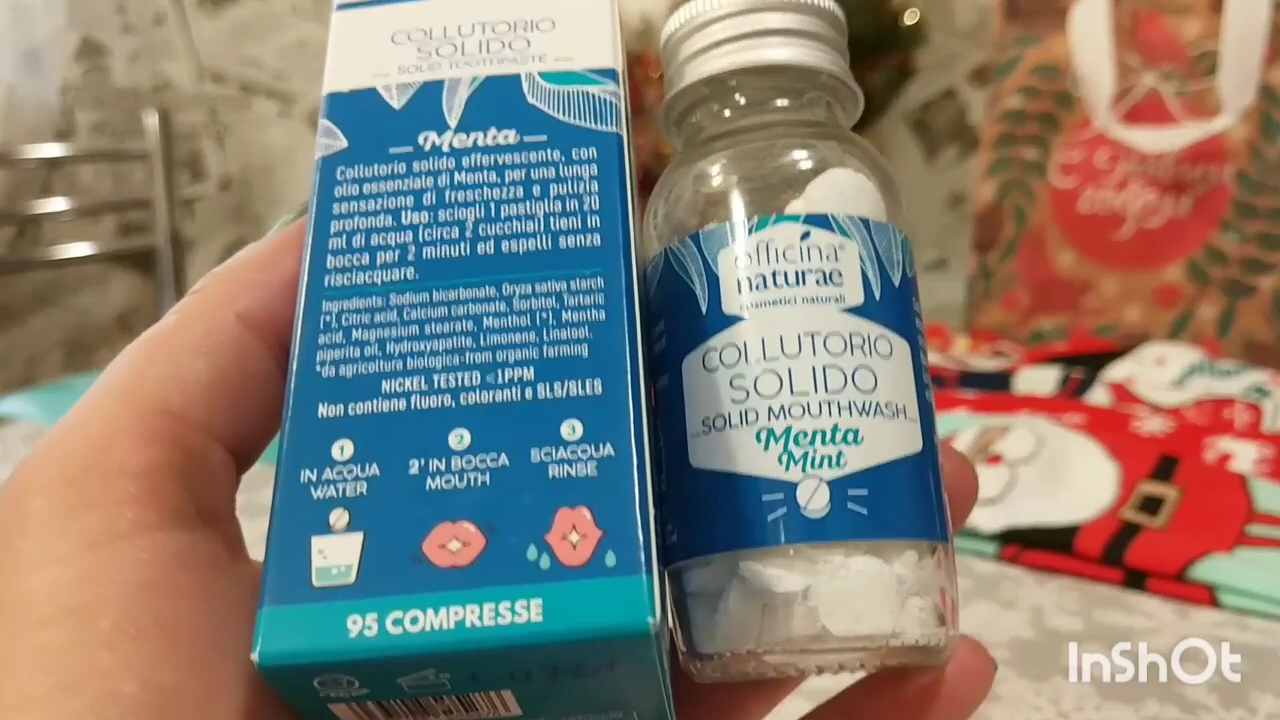 COLLUTORIO
SOLIDO
SOLID TOOTHPASTE
Menta
Collutorio solido effervescente, con
olio essenziale di Menta, per una lunga
sensazione di freschezza e pulizia
profonda. Uso: sciogli 1 pastiglia in 20
ml di acqua (circa 2 cucchiai) tieni in
bocca per 2 minuti ed espelli senza
risciacquare.
Ingredients: Sodium bicarbonate, Oryza sativa starch
(*), Citric acid, Calcium carbonate, Sorbitol, Tartaric
acid, Magnesium stearate, Menthol (*), Mentha
piperita oil, Hydroxyapatite, Limonene, Linalool.
*da agricoltura biologica-from organic farming
NICKEL TESTED <1PPM
Non contiene fluoro, coloranti e SLS/SLES
1
IN ACQUA
WATER
2
2' IN BOCCA
MOUTH
3
SCIACQUA
RINSE
95 COMPRESSE
officina
naturae
cosmetici naturali
COLLUTORIO
SOLIDO
SOLID MOUTHWASH
Menta
Mint
InShOt